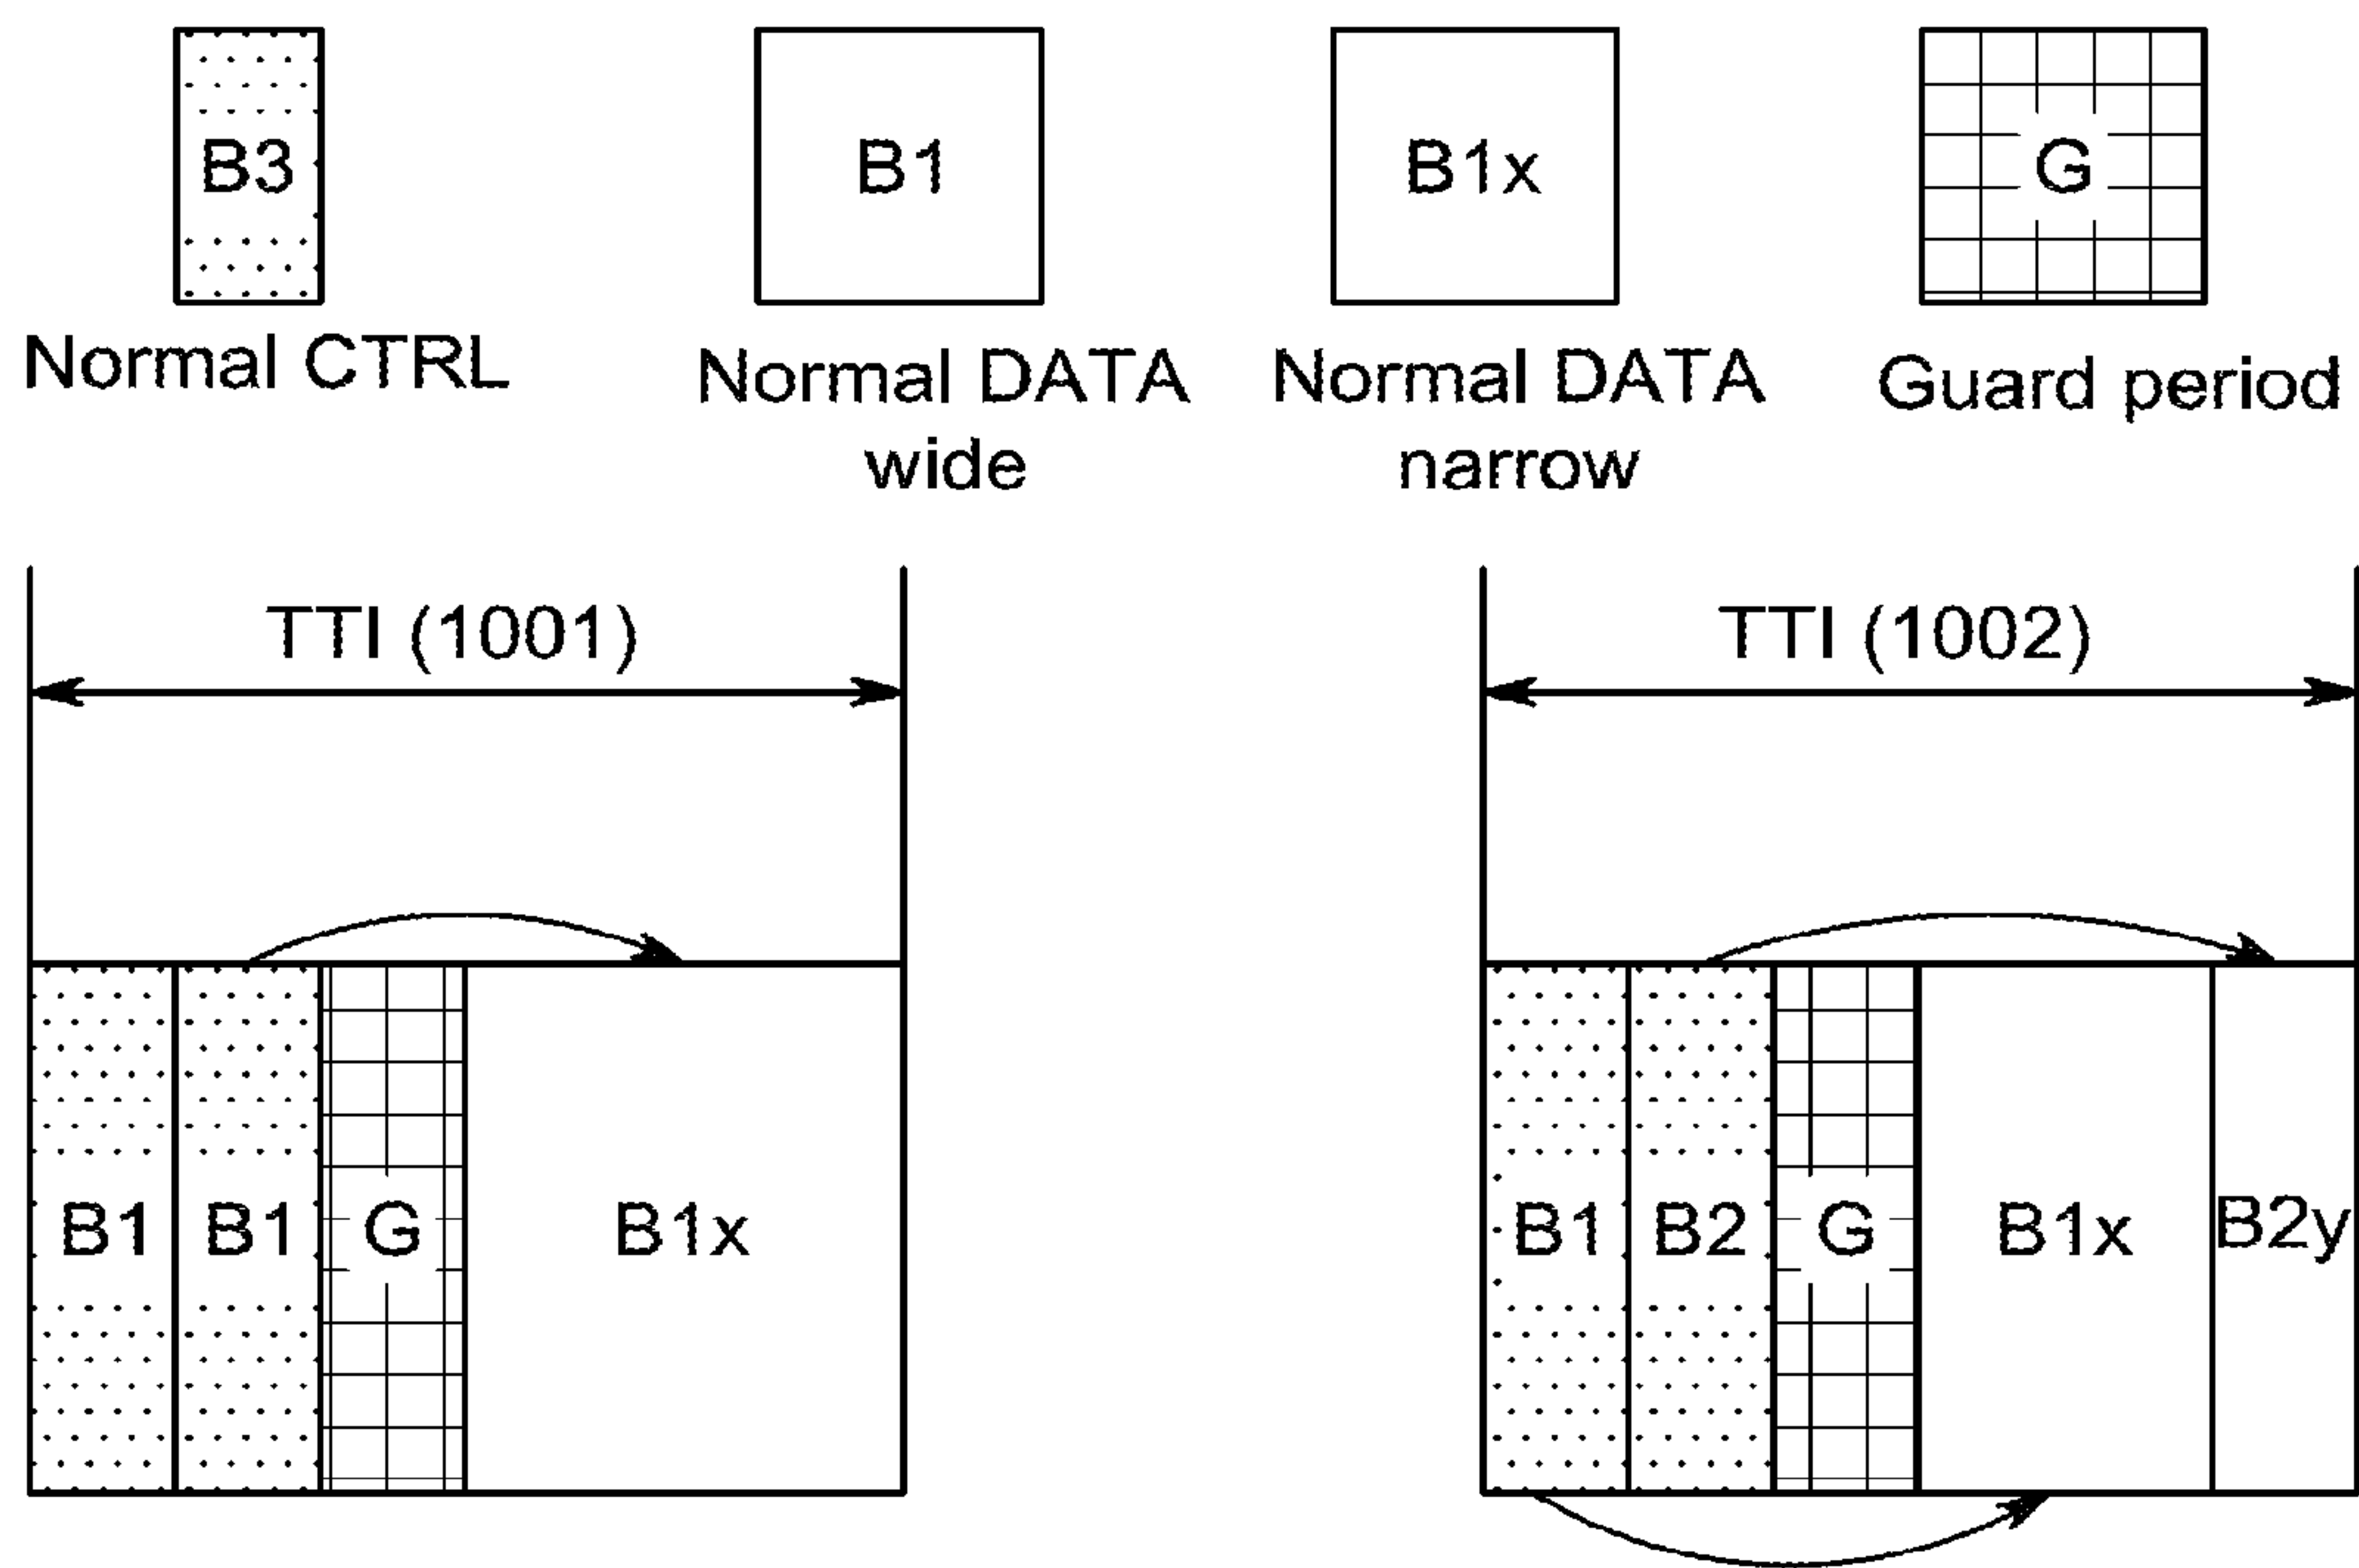 B3
B1
B1x
G
Normal CTRL
Normal DATA
wide
Normal DATA
narrow
Guard period
TTI (1001)
TTI (1002)
B1 B1 G B1x
B1 B2 G B1x B2y